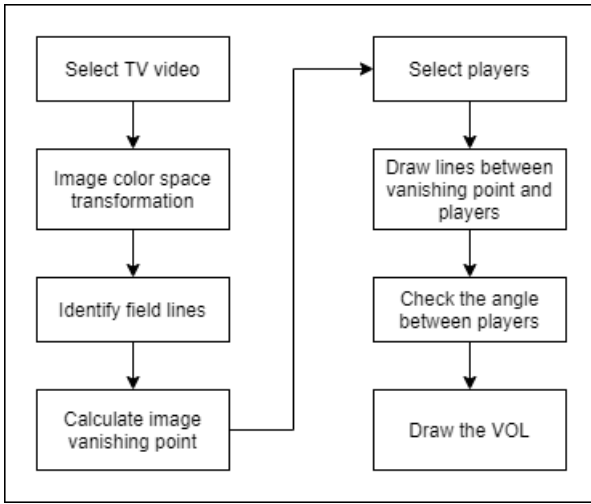 Select TV video
Image color space
transformation
Identify field lines
Calculate image
vanishing point
Select players
Draw lines between
vanishing point and
players
Check the angle
between players
Draw the VOL